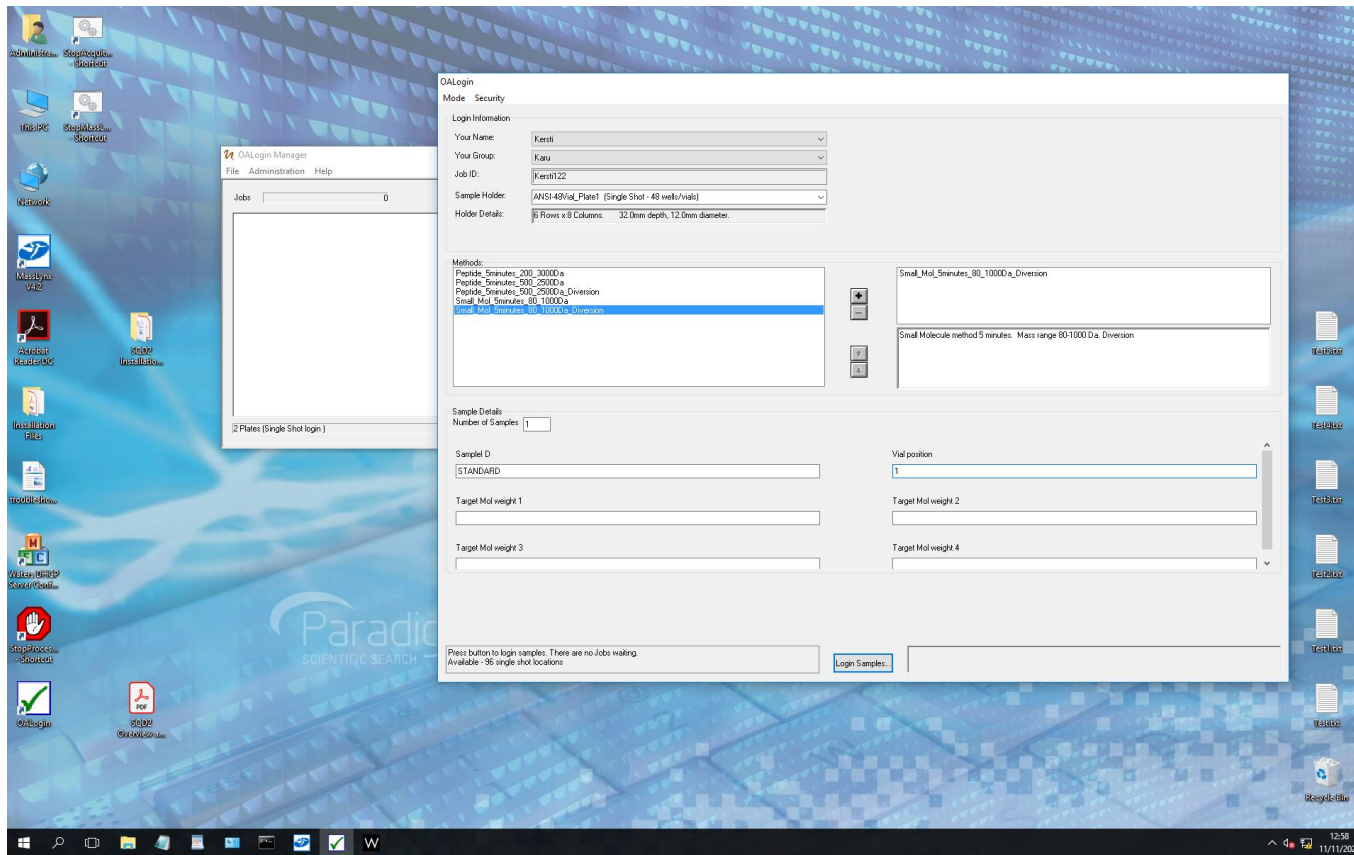 Administra...
StopAcquis...
- Shortcut
This PC
StopMassL...
- Shortcut
Network
MassLynx
V4.2
Acrobat
Reader DC
SQD2
Installatio...
Installation
Files
troublesho...
Waters DHCP
Server Confi...
StopProces...
- Shortcut
OALogin
SQD2
Overview a...
PDF
OALogin Manager
File Administration Help
Jobs 0
2 Plates (Single Shot login )
OALogin
Mode Security
Login Information
Your Name: Kersti
Your Group: Karu
Job ID: Kersti122
Sample Holder: ANSI-48Vial_Plate1 (Single Shot - 48 wells/vials)
Holder Details: 6 Rows x 8 Columns. 32.0mm depth, 12.0mm diameter.
Methods:
Peptide_5minutes_200_3000Da
Peptide_5minutes_500_2500Da
Peptide_5minutes_500_2500Da_Diversion
Small_Mol_5minutes_80_1000Da
Small_Mol_5minutes_80_1000Da_Diversion
Small_Mol_5minutes_80_1000Da_Diversion
Small Molecule method 5 minutes. Mass range 80-1000 Da. Diversion
Sample Details
Number of Samples 1
SampleI D
STANDARD
Vial position
1
Target Mol weight 1
Target Mol weight 2
Target Mol weight 3
Target Mol weight 4
Press button to login samples. There are no Jobs waiting.
Available - 96 single shot locations
Login Samples...
Paradig
SCIENTIFIC SEARCH
Test5.txt
Test4.txt
Test3.txt
Test2.txt
Test1.txt
Test.txt
Recycle Bin
12:58
11/11/202